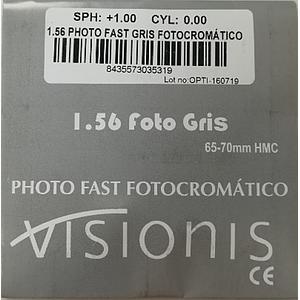 SPH: +1.00 CYL: 0.00
1.56 PHOTO FAST GRIS FOTOCROMÁTICO
8435573035319
Lot no:OPTI-160719
1.56 Foto Gris
65-70mm HMC
PHOTO FAST FOTOCROMÁTICO
VISIONIS
CE